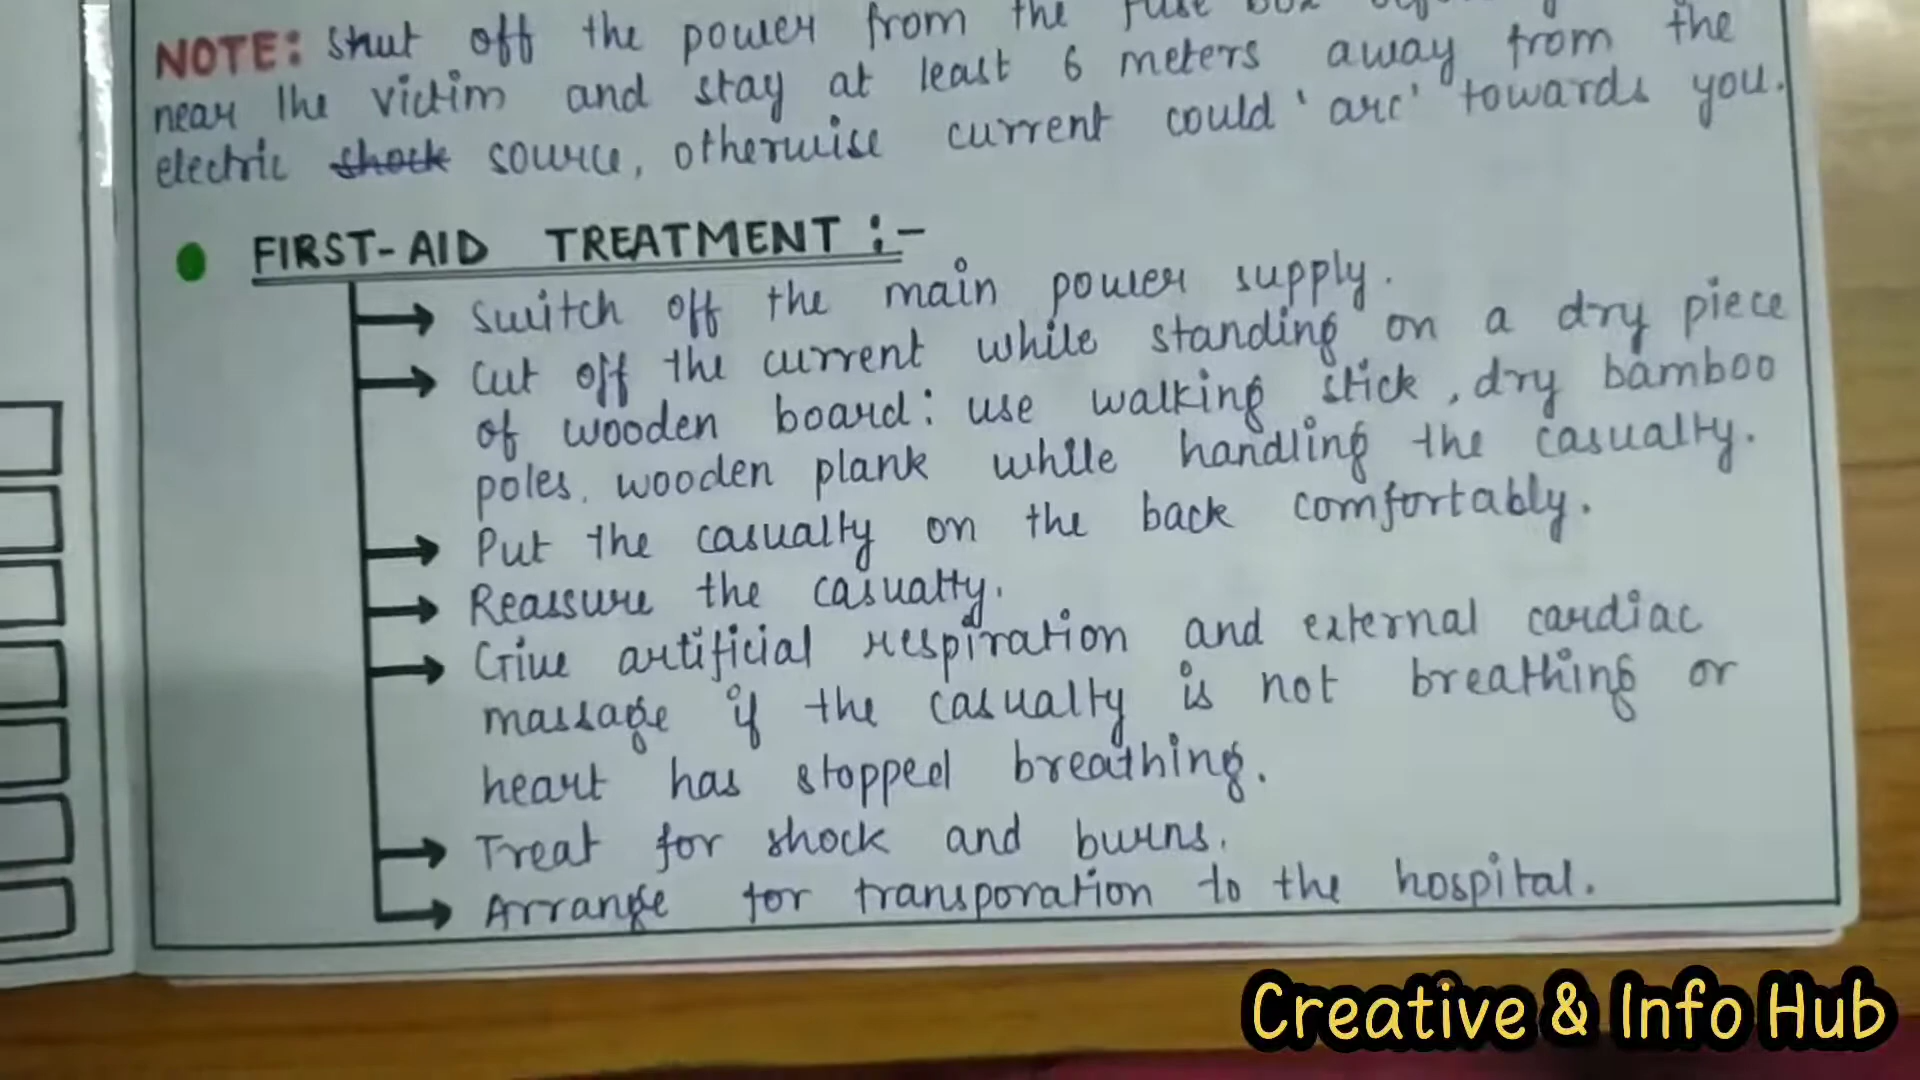 NOTE: Shut off the power from the fuse box
near the victim and stay at least 6 meters away from the
electric shock source, otherwise current could 'arc' towards you.
FIRST-AID TREATMENT :-
Switch off the main power supply.
Cut off the current while standing on a dry piece
of wooden board: use walking stick, dry bamboo
poles, wooden plank while handling the casualty.
Put the casualty on the back comfortably.
Reassure the casualty.
Give artificial respiration and external cardiac
massage if the casualty is not breathing or
heart has stopped breathing.
Treat for shock and burns.
Arrange for transporation to the hospital.
Creative & Info Hub